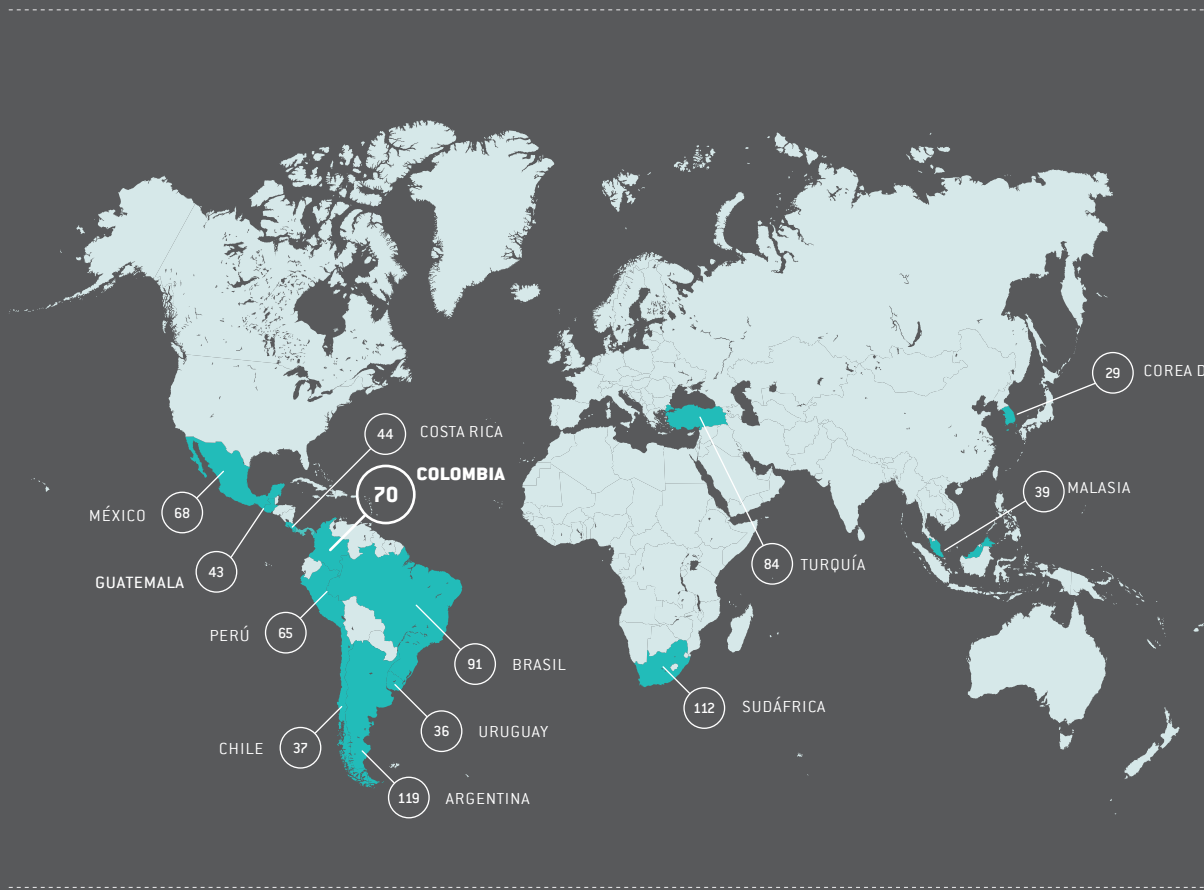 29 COREA D
44 COSTA RICA
COLOMBIA
70
39 MALASIA
MÉXICO 68
84 TURQUÍA
GUATEMALA 43
PERÚ 65
91 BRASIL
112 SUDÁFRICA
36 URUGUAY
CHILE 37
119 ARGENTINA